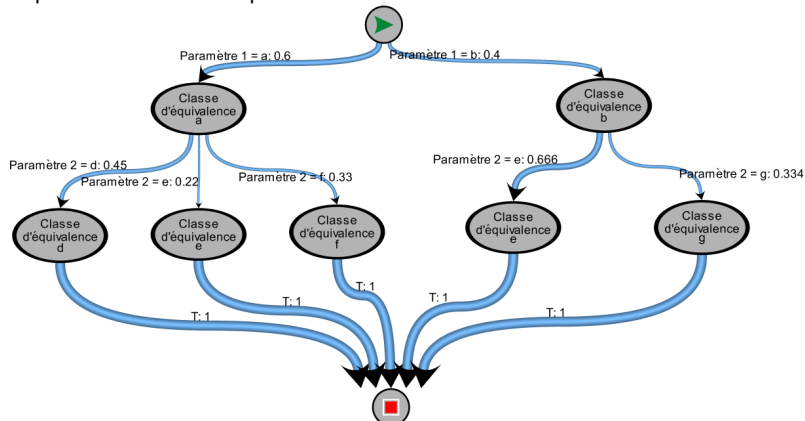 Paramètre 1 = a: 0.6
Paramètre 1 = b: 0.4
Classe
d'équivalence
a
Classe
d'équivalence
b
Paramètre 2 = d: 0.45
Paramètre 2 = e: 0.22
Paramètre 2 = f: 0.33
Paramètre 2 = e: 0.666
Paramètre 2 = g: 0.334
Classe
d'équivalence
d
Classe
d'équivalence
e
Classe
d'équivalence
f
Classe
d'équivalence
e
Classe
d'équivalence
g
T: 1
T: 1
T: 1
T: 1
T: 1